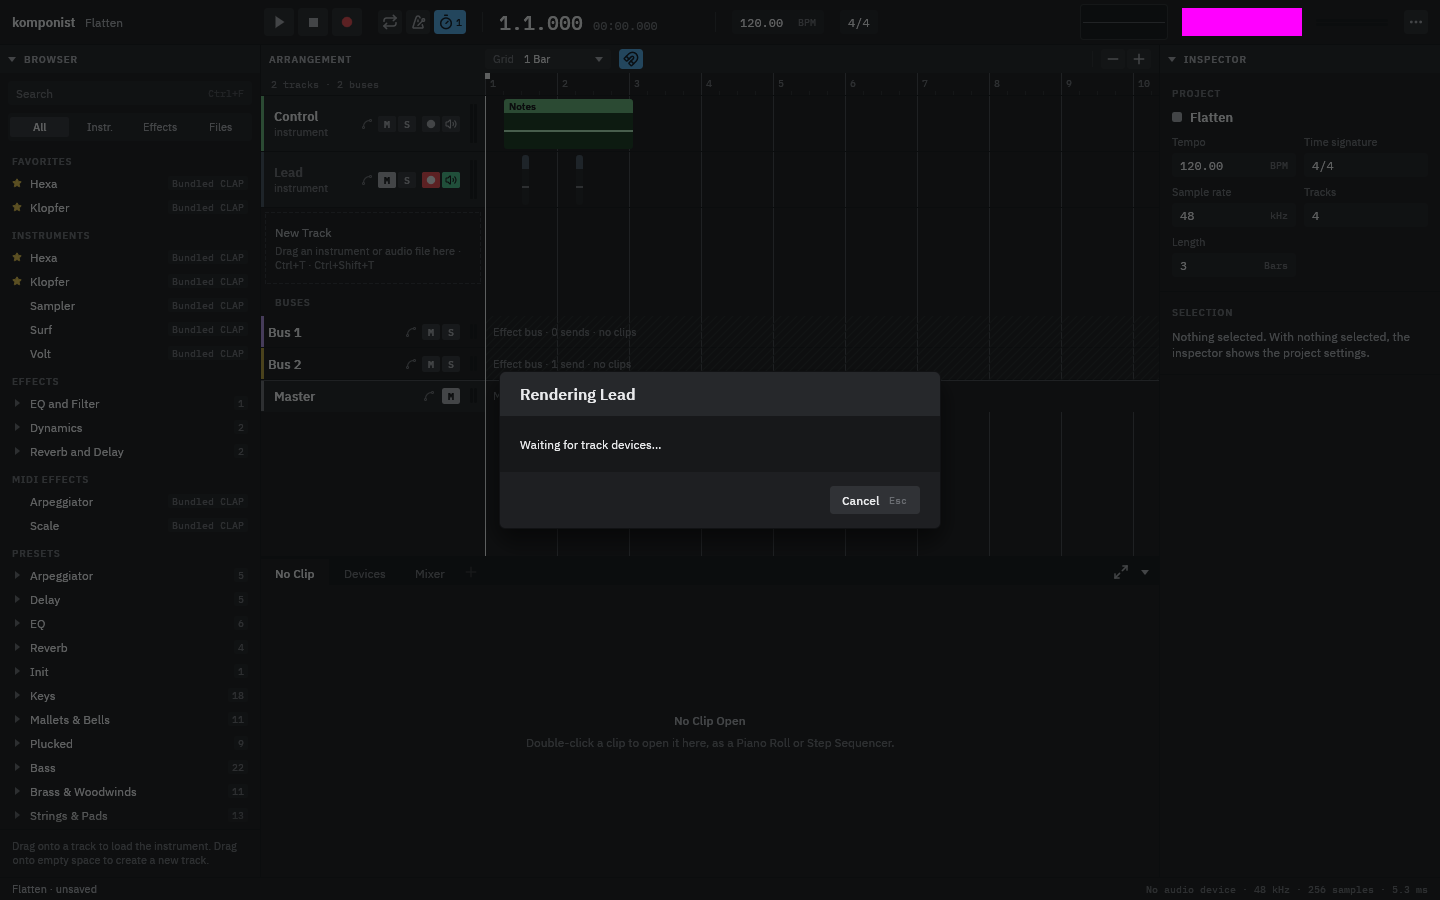 komponist Flatten
1
1.1.000
00:00.000
120.00 BPM
4/4
BROWSER
Search Ctrl+F
All Instr. Effects Files
FAVORITES
Hexa Bundled CLAP
Klopfer Bundled CLAP
INSTRUMENTS
Hexa Bundled CLAP
Klopfer Bundled CLAP
Sampler Bundled CLAP
Surf Bundled CLAP
Volt Bundled CLAP
EFFECTS
EQ and Filter 1
Dynamics 2
Reverb and Delay 2
MIDI EFFECTS
Arpeggiator Bundled CLAP
Scale Bundled CLAP
PRESETS
Arpeggiator 5
Delay 5
EQ 6
Reverb 4
Init 1
Keys 18
Mallets & Bells 11
Plucked 9
Bass 22
Brass & Woodwinds 11
Strings & Pads 13
Drag onto a track to load the instrument. Drag
onto empty space to create a new track.
Flatten · unsaved
ARRANGEMENT
Grid 1 Bar
2 tracks · 2 buses
1 2 3 4 5 6 7 8 9 10
Control
instrument
M S
Notes
Lead
instrument
M S
New Track
Drag an instrument or audio file here ·
Ctrl+T · Ctrl+Shift+T
BUSES
Bus 1
M S
Effect bus · 0 sends · no clips
Bus 2
M S
Effect bus · 1 send · no clips
Master
M
Rendering Lead
Waiting for track devices...
Cancel Esc
No Clip Devices Mixer
No Clip Open
Double-click a clip to open it here, as a Piano Roll or Step Sequencer.
INSPECTOR
PROJECT
Flatten
Tempo Time signature
120.00 BPM 4/4
Sample rate Tracks
48 kHz 4
Length
3 Bars
SELECTION
Nothing selected. With nothing selected, the
inspector shows the project settings.
No audio device · 48 kHz · 256 samples · 5.3 ms